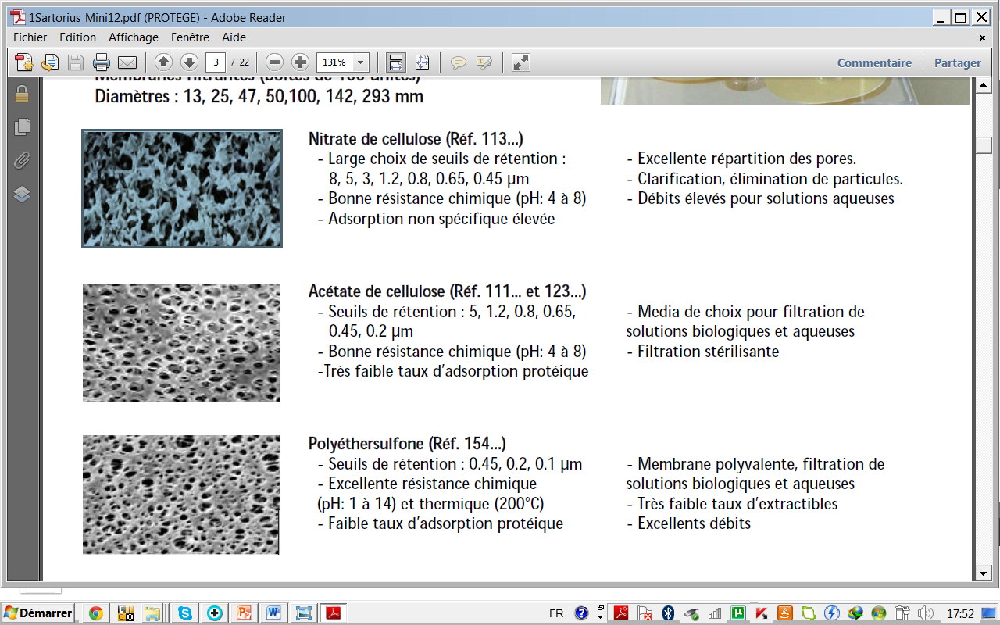 1Sartorius_Mini12.pdf (PROTEGE) - Adobe Reader
Fichier Edition Affichage Fenêtre Aide
3 / 22 131% Commentaire Partager
Membranes filtrantes (boîtes de 100 unités)
Diamètres : 13, 25, 47, 50,100, 142, 293 mm
Nitrate de cellulose (Réf. 113...)
- Large choix de seuils de rétention :
8, 5, 3, 1.2, 0.8, 0.65, 0.45 µm
- Bonne résistance chimique (pH: 4 à 8)
- Adsorption non spécifique élevée
- Excellente répartition des pores.
- Clarification, élimination de particules.
- Débits élevés pour solutions aqueuses
Acétate de cellulose (Réf. 111... et 123...)
- Seuils de rétention : 5, 1.2, 0.8, 0.65,
0.45, 0.2 µm
- Bonne résistance chimique (pH: 4 à 8)
-Très faible taux d'adsorption protéique
- Media de choix pour filtration de
solutions biologiques et aqueuses
- Filtration stérilisante
Polyéthersulfone (Réf. 154...)
- Seuils de rétention : 0.45, 0.2, 0.1 µm
- Excellente résistance chimique
(pH: 1 à 14) et thermique (200°C)
- Faible taux d'adsorption protéique
- Membrane polyvalente, filtration de
solutions biologiques et aqueuses
- Très faible taux d'extractibles
- Excellents débits
Démarrer FR 17:52